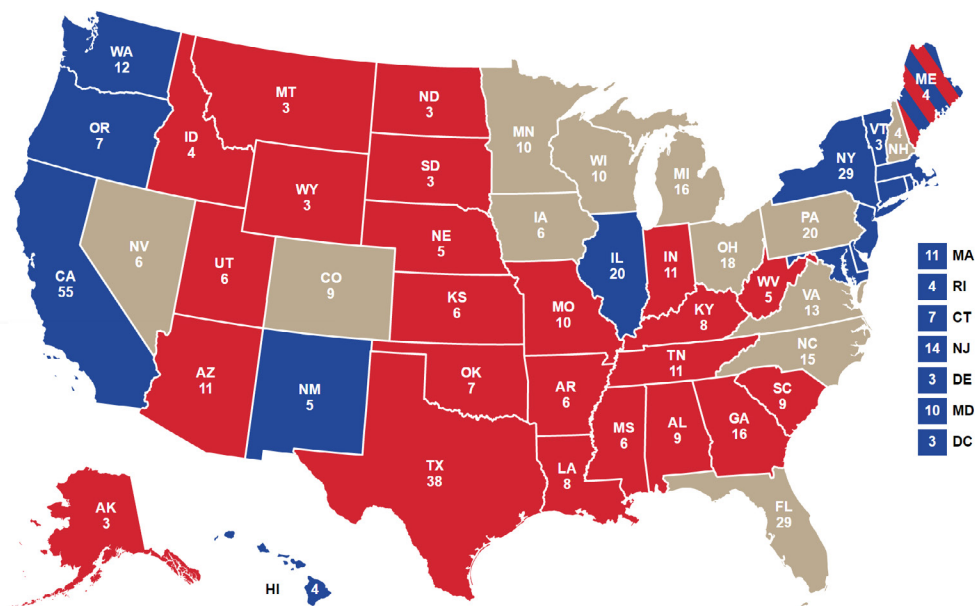 WA
12
OR
7
CA
55
NV
6
ID
4
MT
3
WY
3
UT
6
CO
9
AZ
11
NM
5
ND
3
SD
3
NE
5
KS
6
OK
7
TX
38
MN
10
IA
6
MO
10
AR
6
LA
8
WI
10
IL
20
MI
16
IN
11
OH
18
KY
8
TN
11
MS
6
AL
9
GA
16
FL
29
SC
9
NC
15
VA
13
WV
5
PA
20
NY
29
VT
3
4
NH
ME
4
AK
3
HI
4
11 MA
4 RI
7 CT
14 NJ
3 DE
10 MD
3 DC